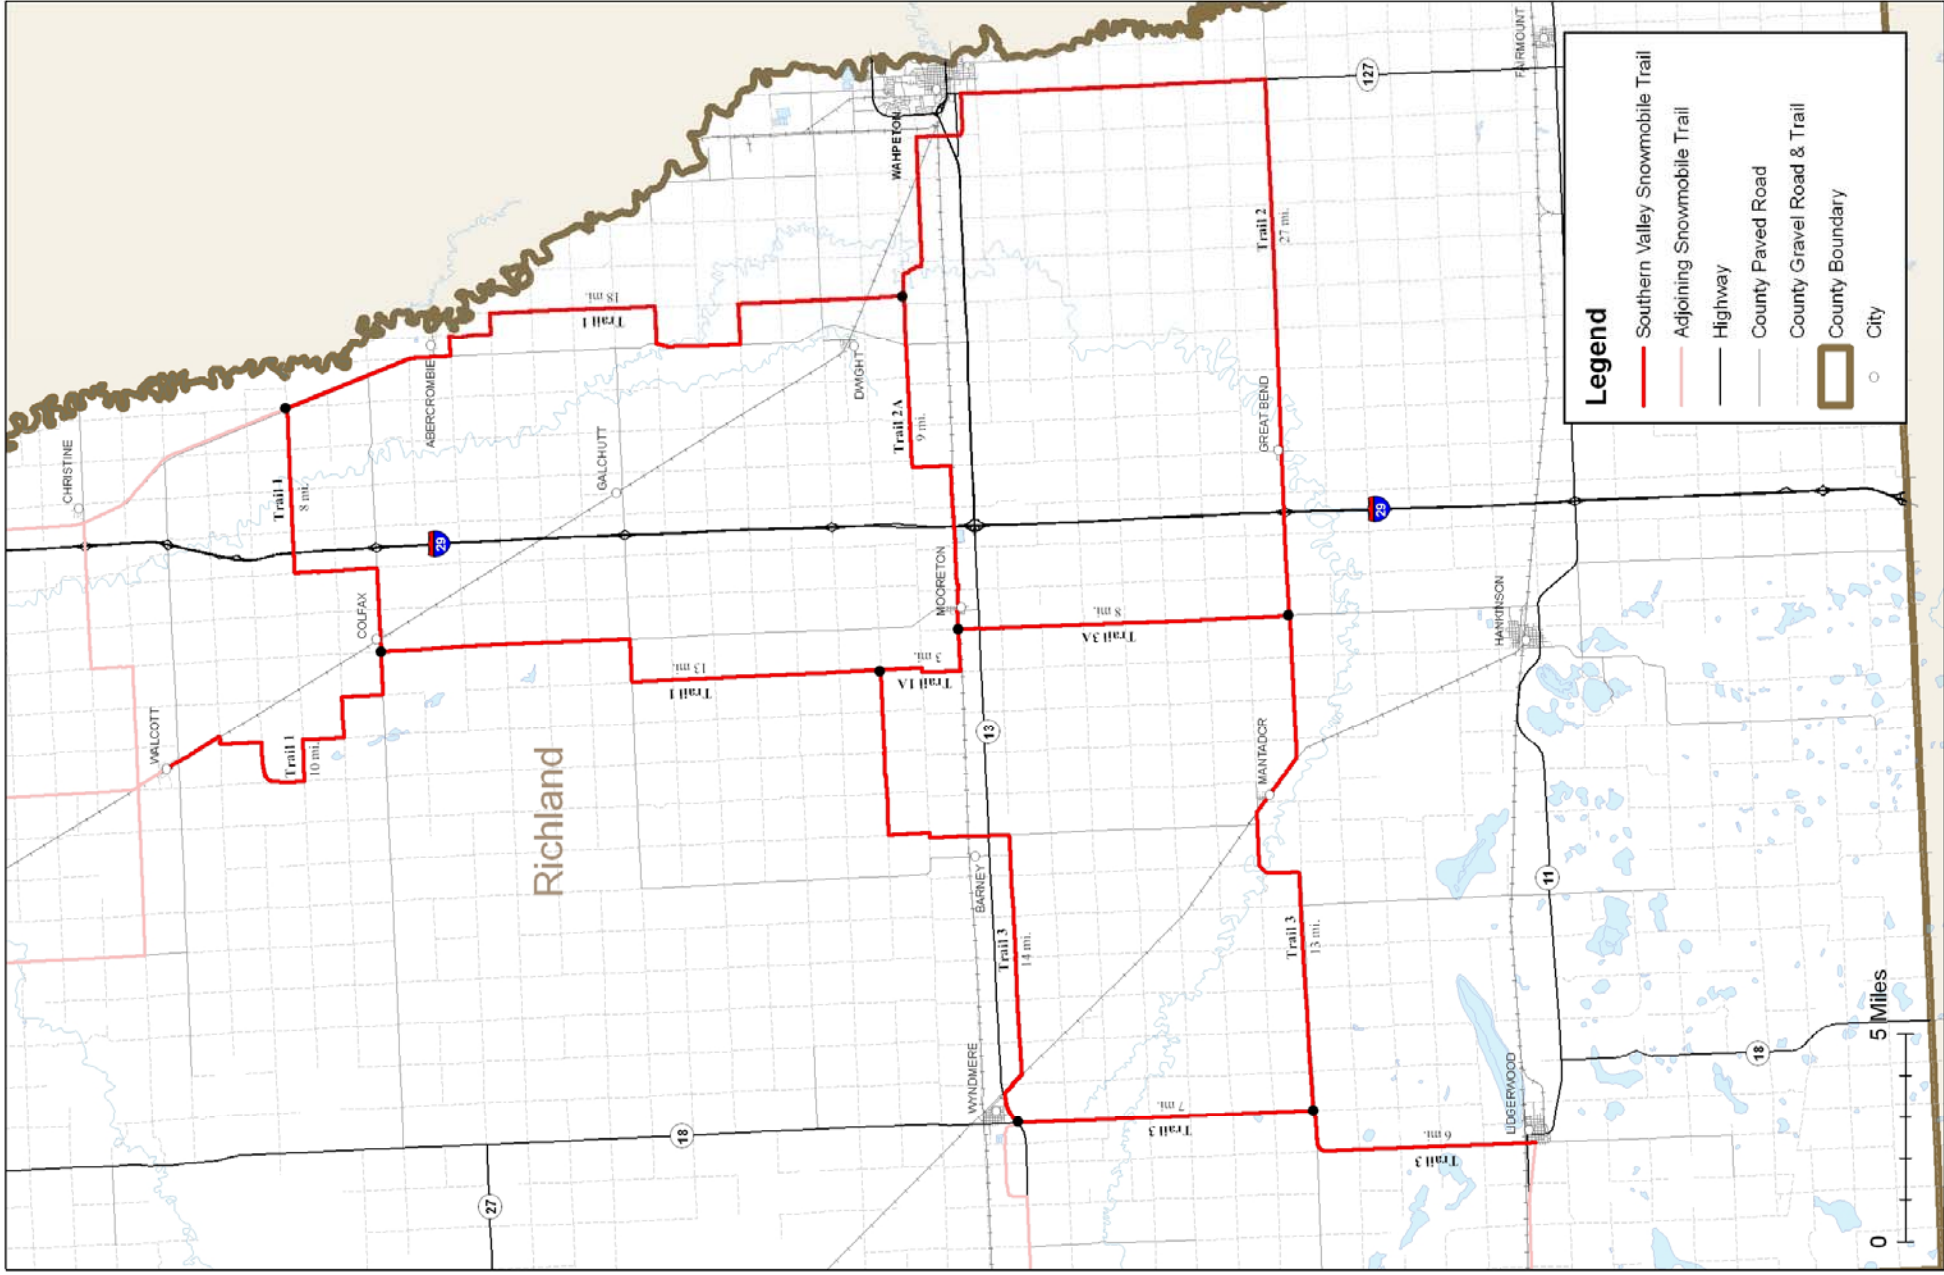 CHRISTINE
WALCOTT
Trail 1
8 mi.
Trail 1
10 mi.
COLFAX
29
ABERCROMBIE
Trail 1
18 mi.
GALCHUTT
Richland
Trail 1
13 mi.
18
27
DWIGHT
WAHPETON
Trail 2A
9 mi.
Trail 1A
3 mi.
MOORETON
13
BARNEY
Trail 3
14 mi.
WYNDMERE
Trail 3A
8 mi.
Trail 3
7 mi.
Trail 2
27 mi.
GREAT BEND
MANTADOR
Trail 3
13 mi.
29
127
FAIRMOUNT
HANKINSON
11
LIDGERWOOD
Trail 3
6 mi.
18
Legend
Southern Valley Snowmobile Trail
Adjoining Snowmobile Trail
Highway
County Paved Road
County Gravel Road & Trail
County Boundary
City
0 5 Miles